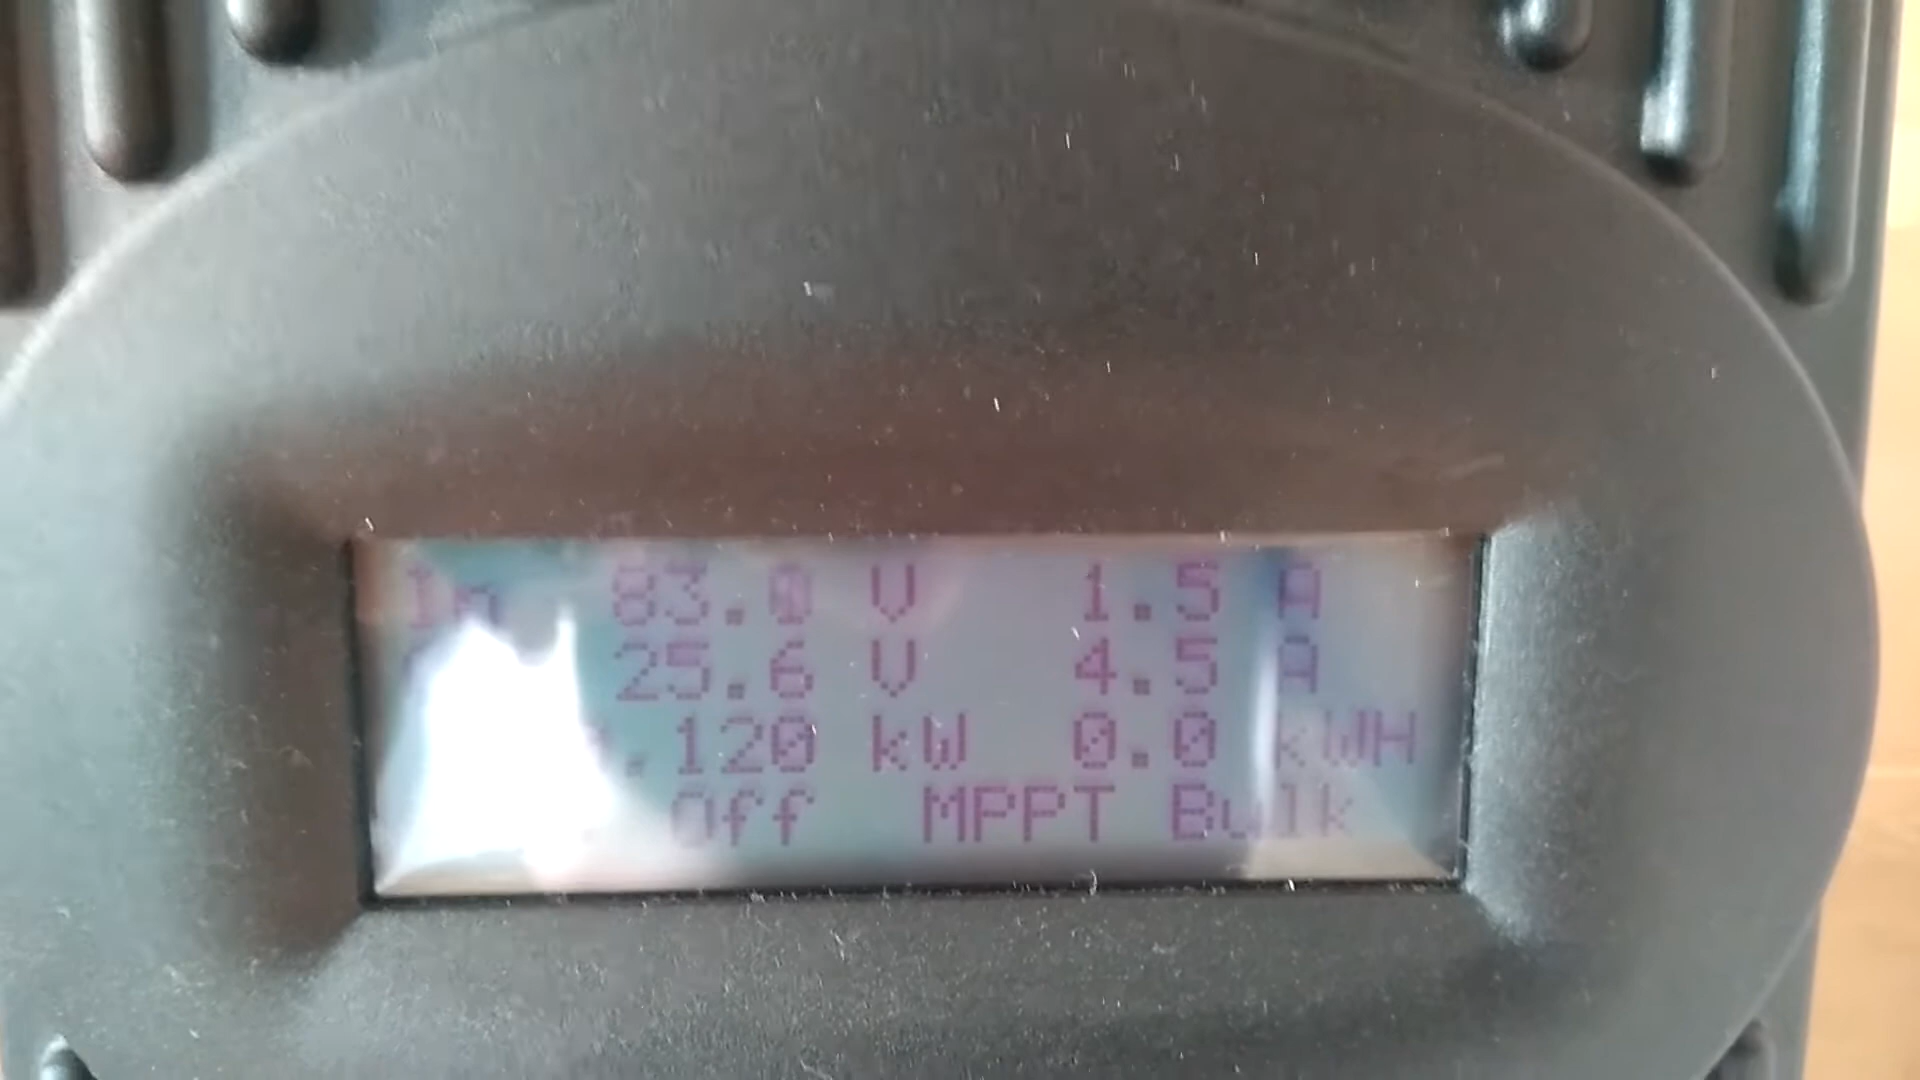 In 83.0 V 1.5 A
25.6 V 4.5 A
.120 kW 0.0 kWH
Off MPPT Bulk